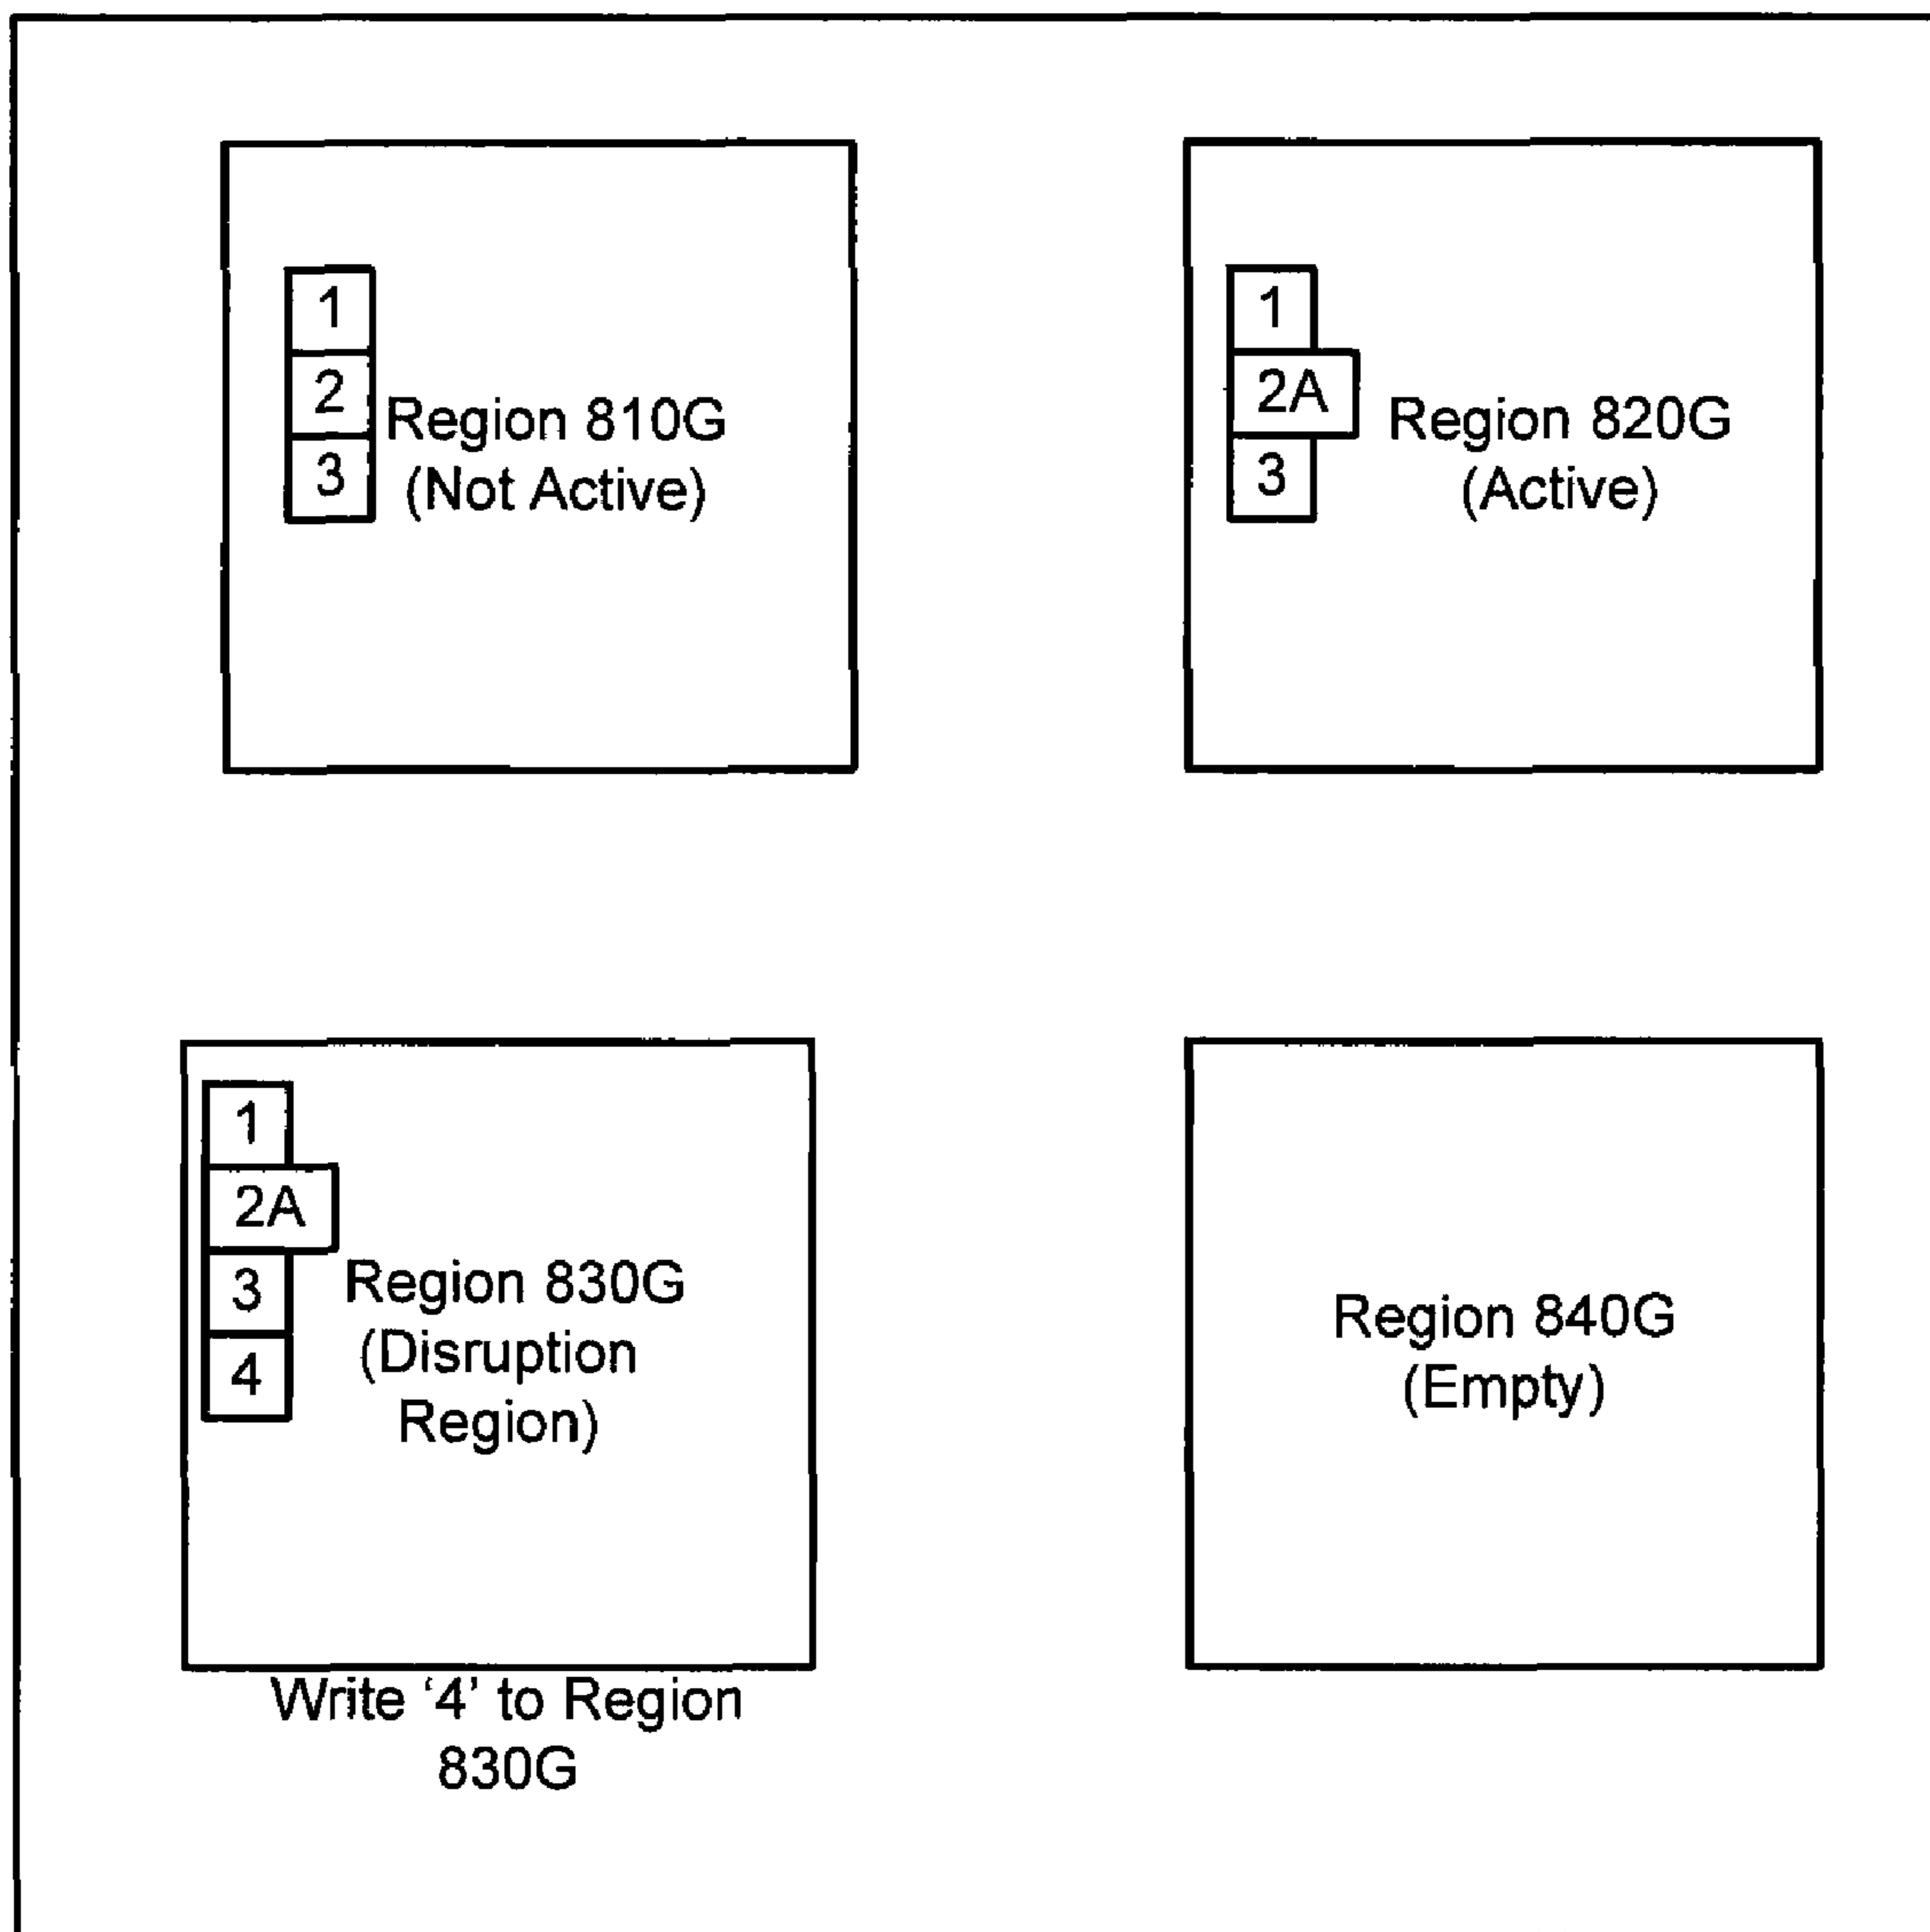 1
2
3
Region 810G
(Not Active)
1
2A
3
Region 820G
(Active)
1
2A
3
4
Region 830G
(Disruption
Region)
Write ‘4’ to Region
830G
Region 840G
(Empty)